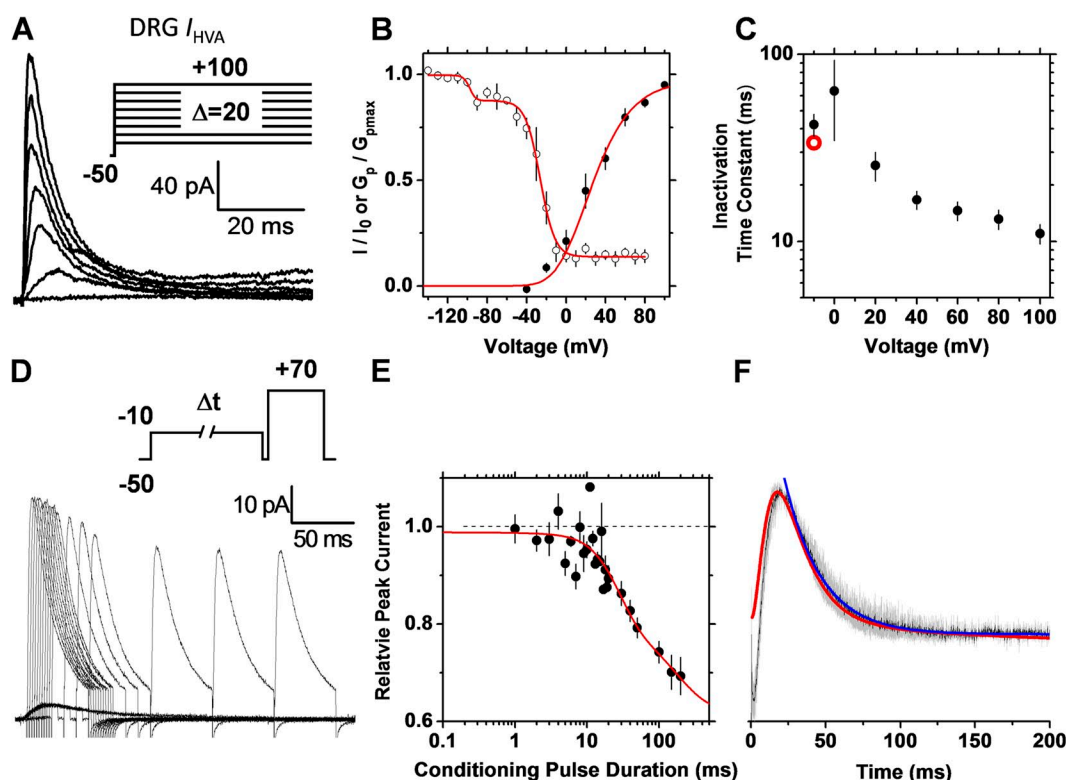 A
DRG I_HVA
+100
Δ=20
-50
40 pA
20 ms
B
I / I0 or Gp / Gpmax
1.0
0.5
0.0
-120 -80 -40 0 40 80
Voltage (mV)
C
Inactivation
Time Constant (ms)
100
10
0 20 40 60 80 100
Voltage (mV)
D
+70
-10
Δt
-50
10 pA
50 ms
E
Relatvie Peak Current
1.0
0.8
0.6
0.1 1 10 100
Conditioning Pulse Duration (ms)
F
0 50 100 150 200
Time (ms)